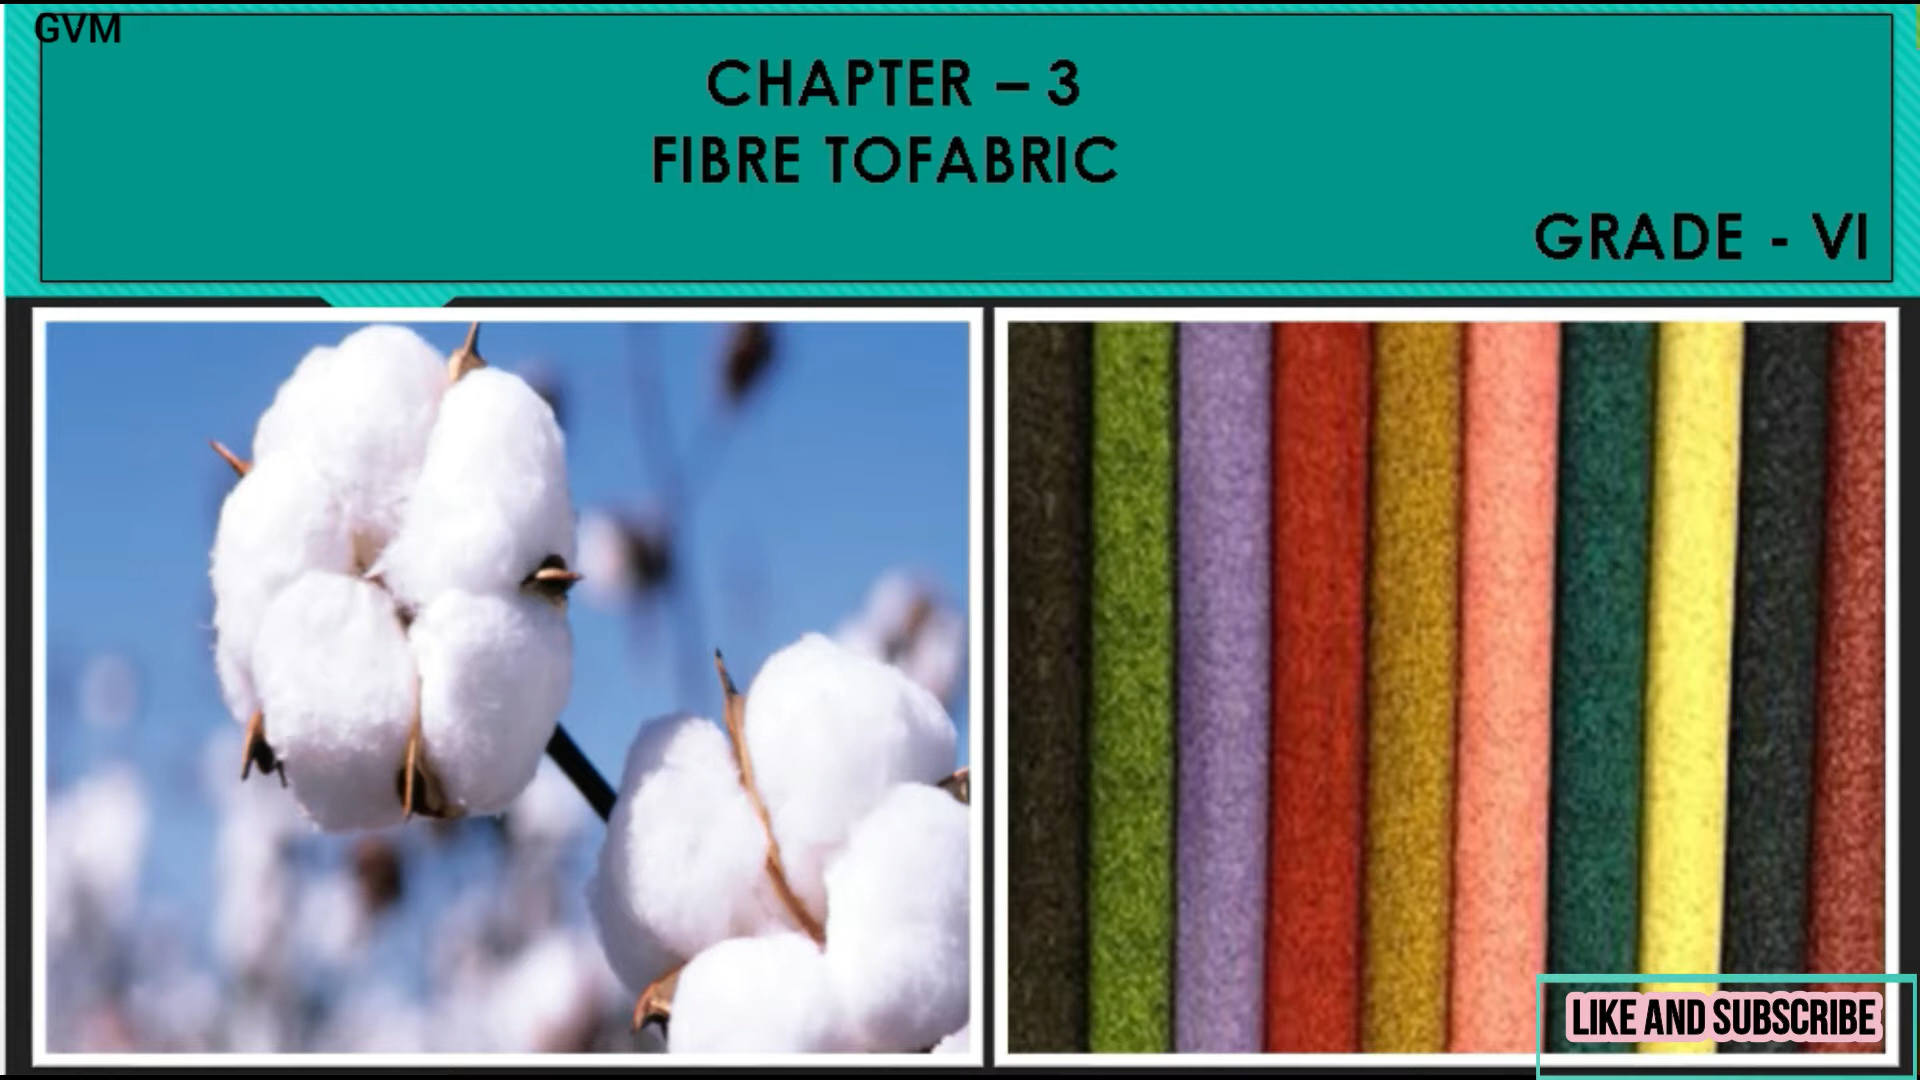 GVM
CHAPTER – 3
FIBRE TOFABRIC
GRADE - VI
LIKE AND SUBSCRIBE